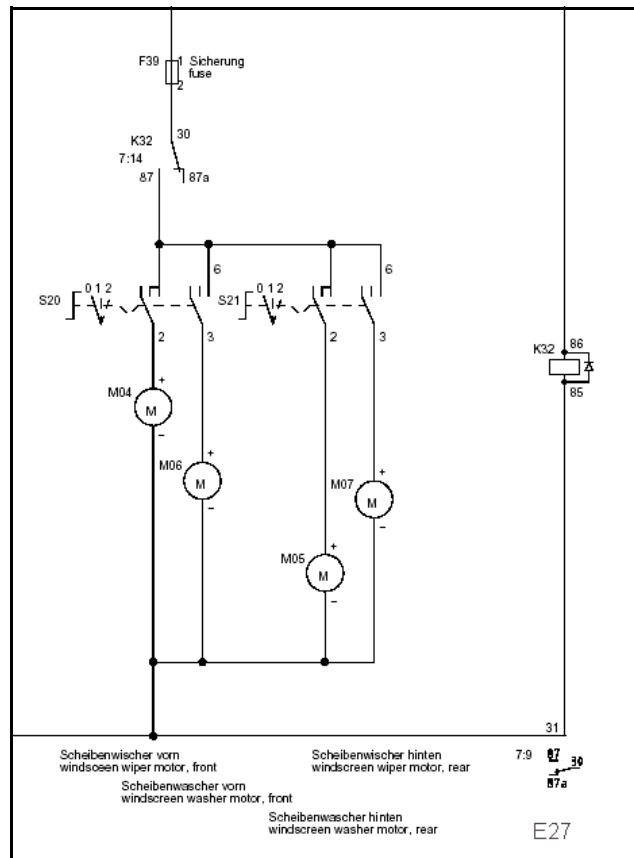 F39 1 Sicherung
fuse
2
K32 30
7:14
87 87a
6 6
S20 0 1 2
S21 0 1 2
2 3 2 3
K32 86
85
M04 + M −
M06 + M −
M07 + M −
M05 + M −
31
Scheibenwischer vorn
windsceen wiper motor, front
Scheibenwischer hinten
windscreen wiper motor, rear
7:9 87 30
87a
Scheibenwascher vorn
windscreen washer motor, front
Scheibenwascher hinten
windscreen washer motor, rear
E27